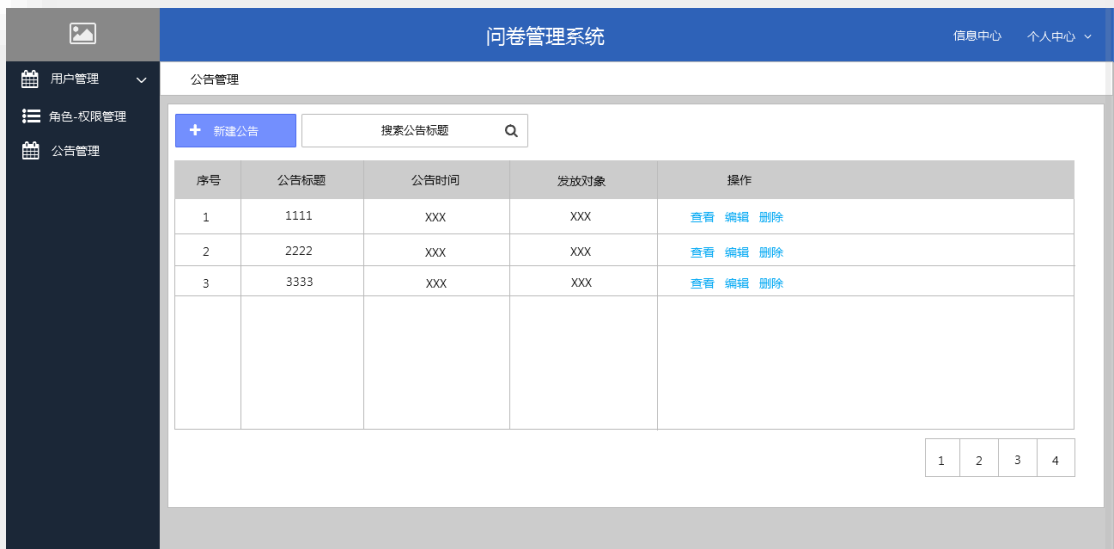 问卷管理系统 信息中心 个人中心
用户管理
角色-权限管理
公告管理
公告管理
新建公告 搜索公告标题
序号 公告标题 公告时间 发放对象 操作
1 1111 XXX XXX 查看 编辑 删除
2 2222 XXX XXX 查看 编辑 删除
3 3333 XXX XXX 查看 编辑 删除
1 2 3 4